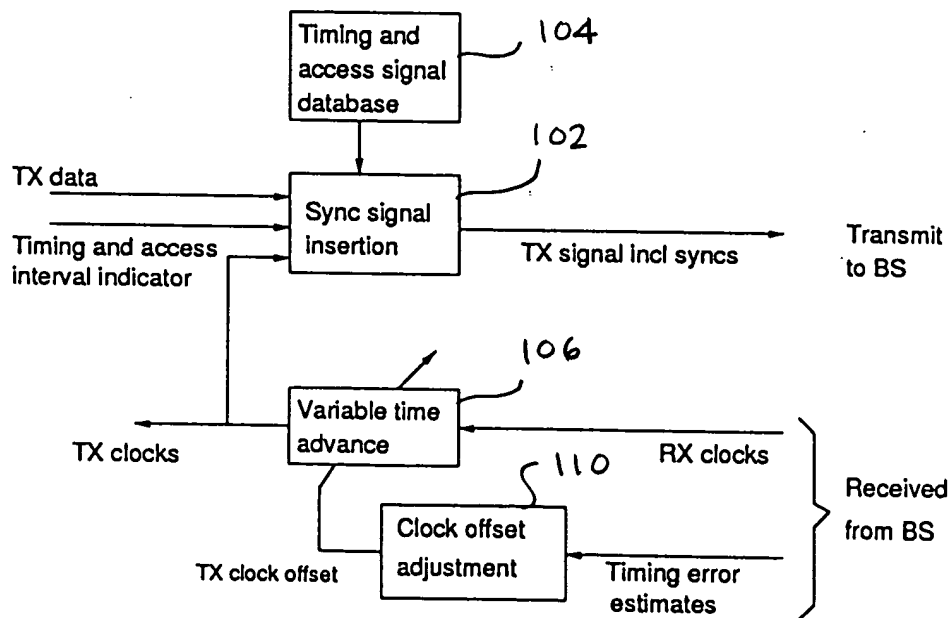 Timing and
access signal
database
104
102
TX data
Sync signal
insertion
Timing and access
interval indicator
TX signal incl syncs
Transmit
to BS
106
Variable time
advance
TX clocks
RX clocks
110
Received
from BS
Clock offset
adjustment
TX clock offset
Timing error
estimates